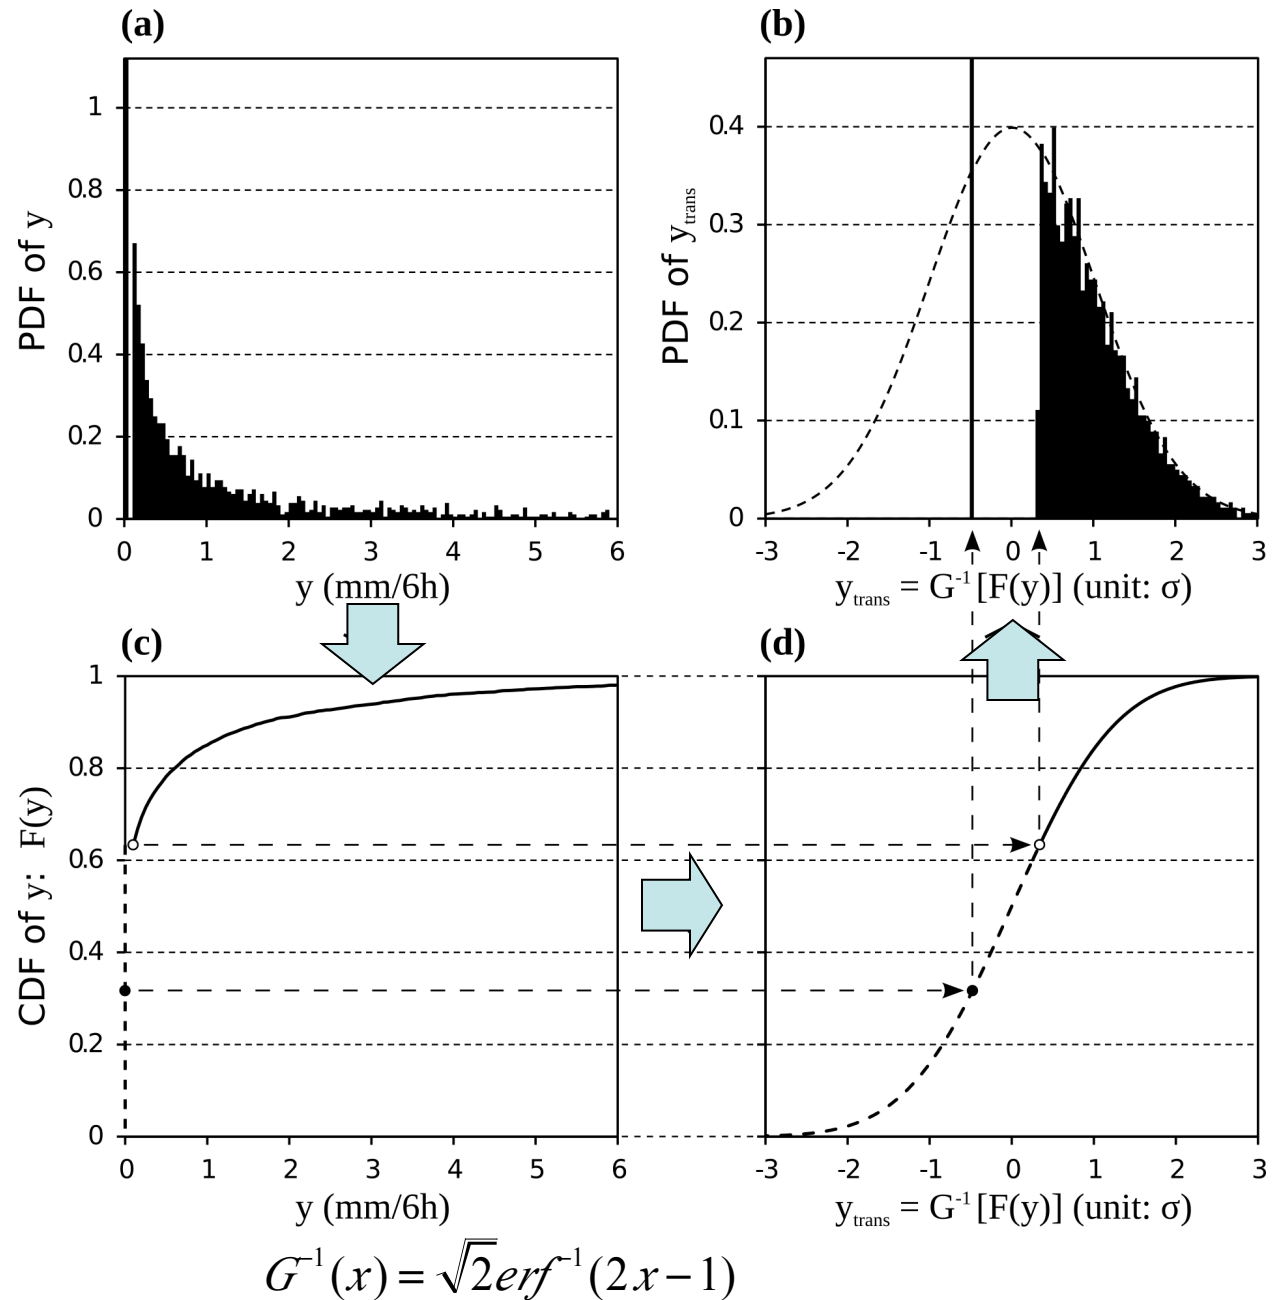 (a)
PDF of y
1
0.8
0.6
0.4
0.2
0
0 1 2 3 4 5 6
y (mm/6h)
(b)
PDF of y_trans
0.4
0.3
0.2
0.1
0
-3 -2 -1 0 1 2 3
y_trans = G⁻¹ [F(y)] (unit: σ)
(c)
CDF of y: F(y)
1
0.8
0.6
0.4
0.2
0
0 1 2 3 4 5 6
y (mm/6h)
(d)
-3 -2 -1 0 1 2 3
y_trans = G⁻¹ [F(y)] (unit: σ)
G⁻¹(x) = √2erf⁻¹(2x−1)